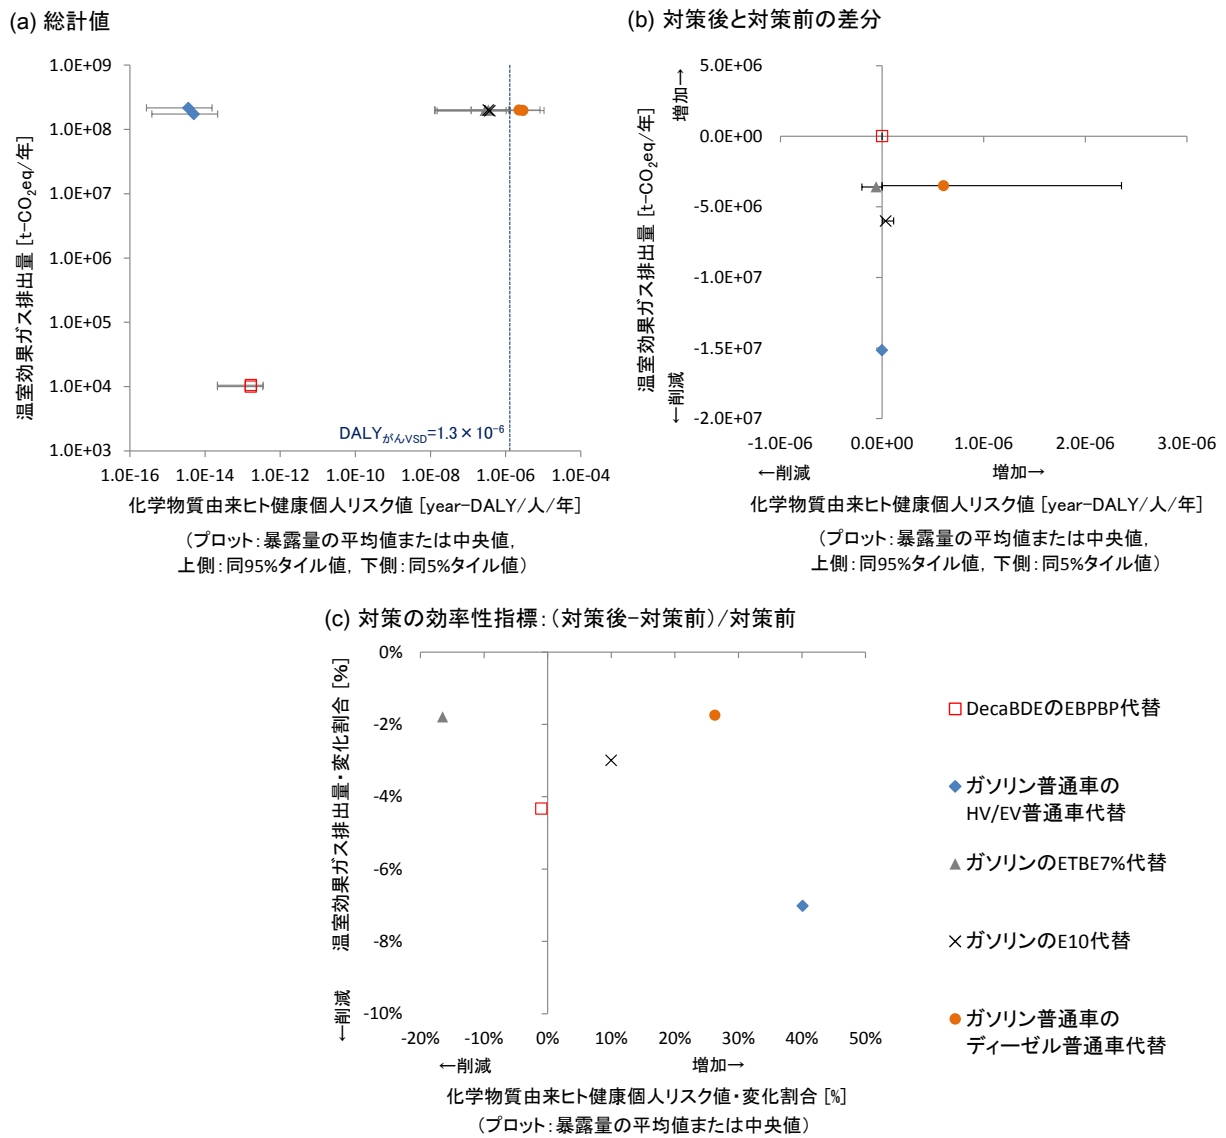 (a) 総計値
温室効果ガス排出量 [t-CO₂eq/年]
1.0E+09
1.0E+08
1.0E+07
1.0E+06
1.0E+05
1.0E+04
1.0E+03
DALYがんVSD=1.3×10⁻⁶
1.0E-16 1.0E-14 1.0E-12 1.0E-10 1.0E-08 1.0E-06 1.0E-04
化学物質由来ヒト健康個人リスク値 [year-DALY/人/年]
(プロット:暴露量の平均値または中央値,
上側:同95%タイル値, 下側:同5%タイル値)
(b) 対策後と対策前の差分
増加→
温室効果ガス排出量 [t-CO₂eq/年]
←削減
5.0E+06
0.0E+00
-5.0E+06
-1.0E+07
-1.5E+07
-2.0E+07
-1.0E-06 0.0E+00 1.0E-06 2.0E-06 3.0E-06
←削減 増加→
化学物質由来ヒト健康個人リスク値 [year-DALY/人/年]
(プロット:暴露量の平均値または中央値,
上側:同95%タイル値, 下側:同5%タイル値)
(c) 対策の効率性指標:(対策後-対策前)/対策前
温室効果ガス排出量・変化割合 [%]
←削減
0%
-2%
-4%
-6%
-8%
-10%
-20% -10% 0% 10% 20% 30% 40% 50%
←削減 増加→
化学物質由来ヒト健康個人リスク値・変化割合 [%]
(プロット:暴露量の平均値または中央値)
DecaBDEのEBPBP代替
ガソリン普通車の
HV/EV普通車代替
ガソリンのETBE7%代替
ガソリンのE10代替
ガソリン普通車の
ディーゼル普通車代替